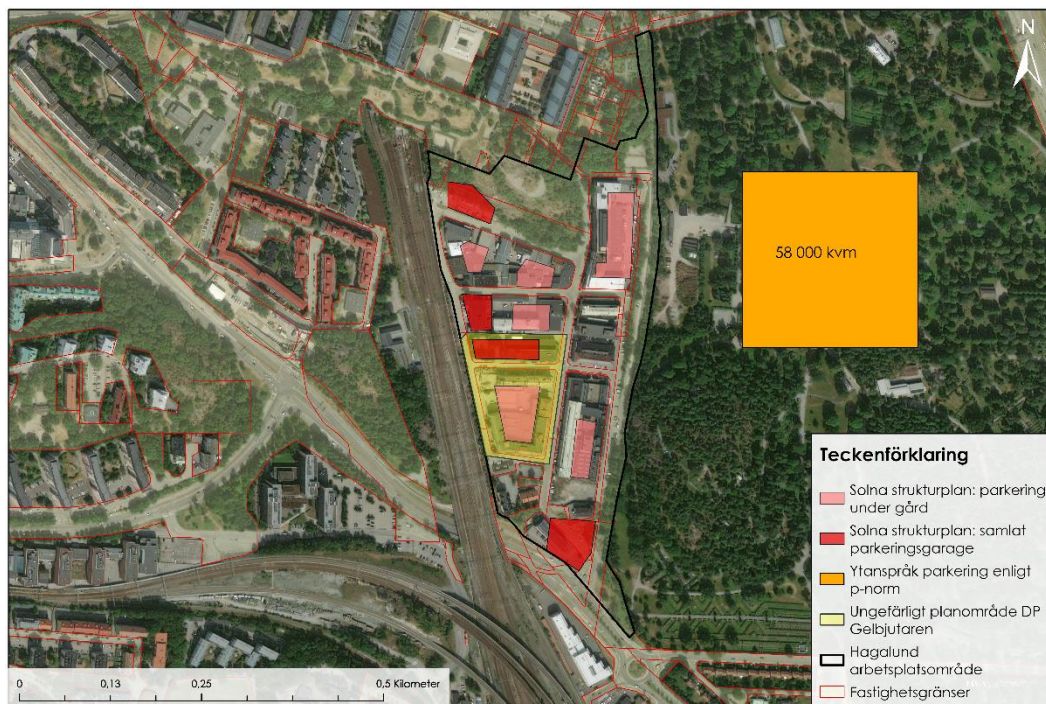 N
58 000 kvm
Teckenförklaring
Solna strukturplan: parkering
under gård
Solna strukturplan: samlat
parkeringsgarage
Ytanspråk parkering enligt
p-norm
Ungefärligt planområde DP
Gelbjutaren
Hagalund
arbetsplatsområde
Fastighetsgränser
0 0,13 0,25 0,5 Kilometer